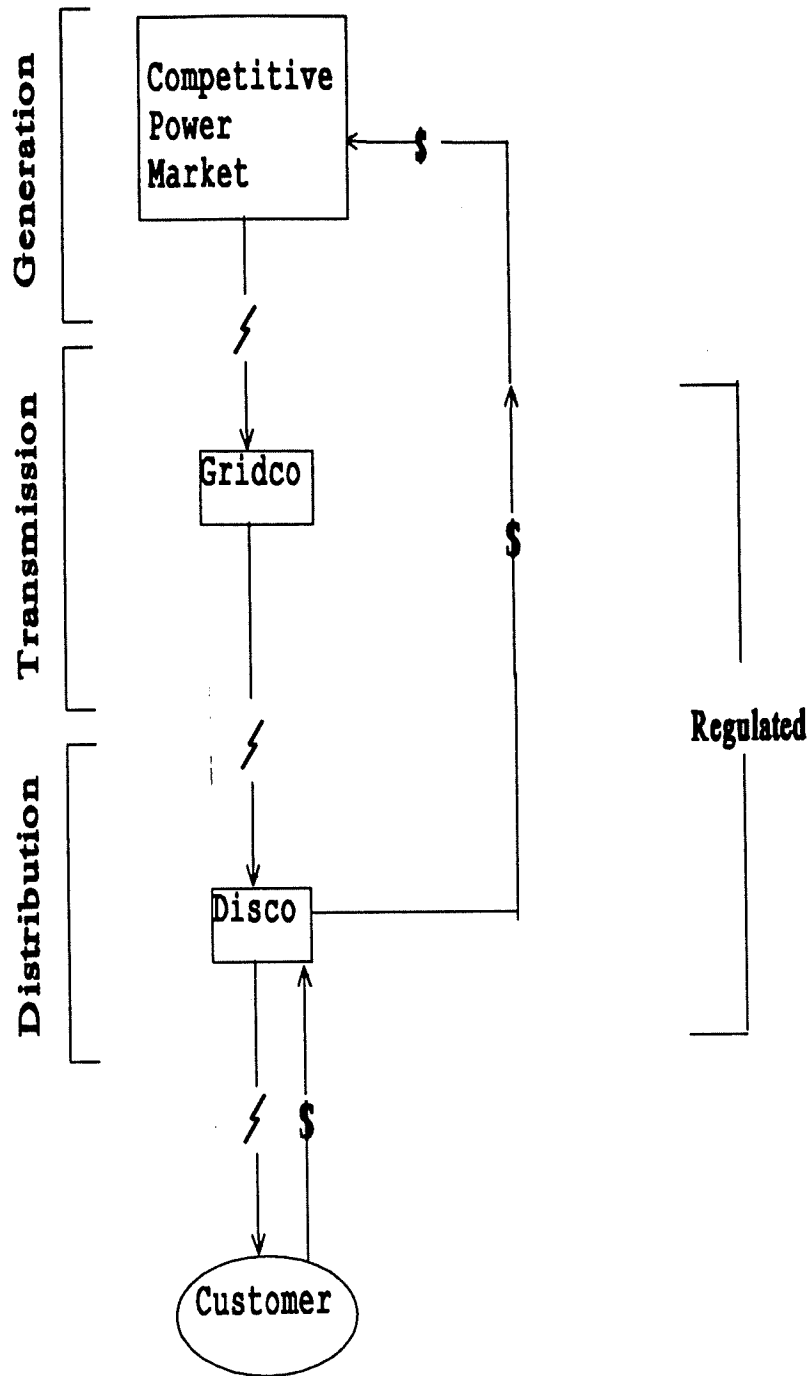 Generation
Competitive
Power
Market
$
Transmission
Gridco
$
Regulated
Distribution
Disco
$
Customer